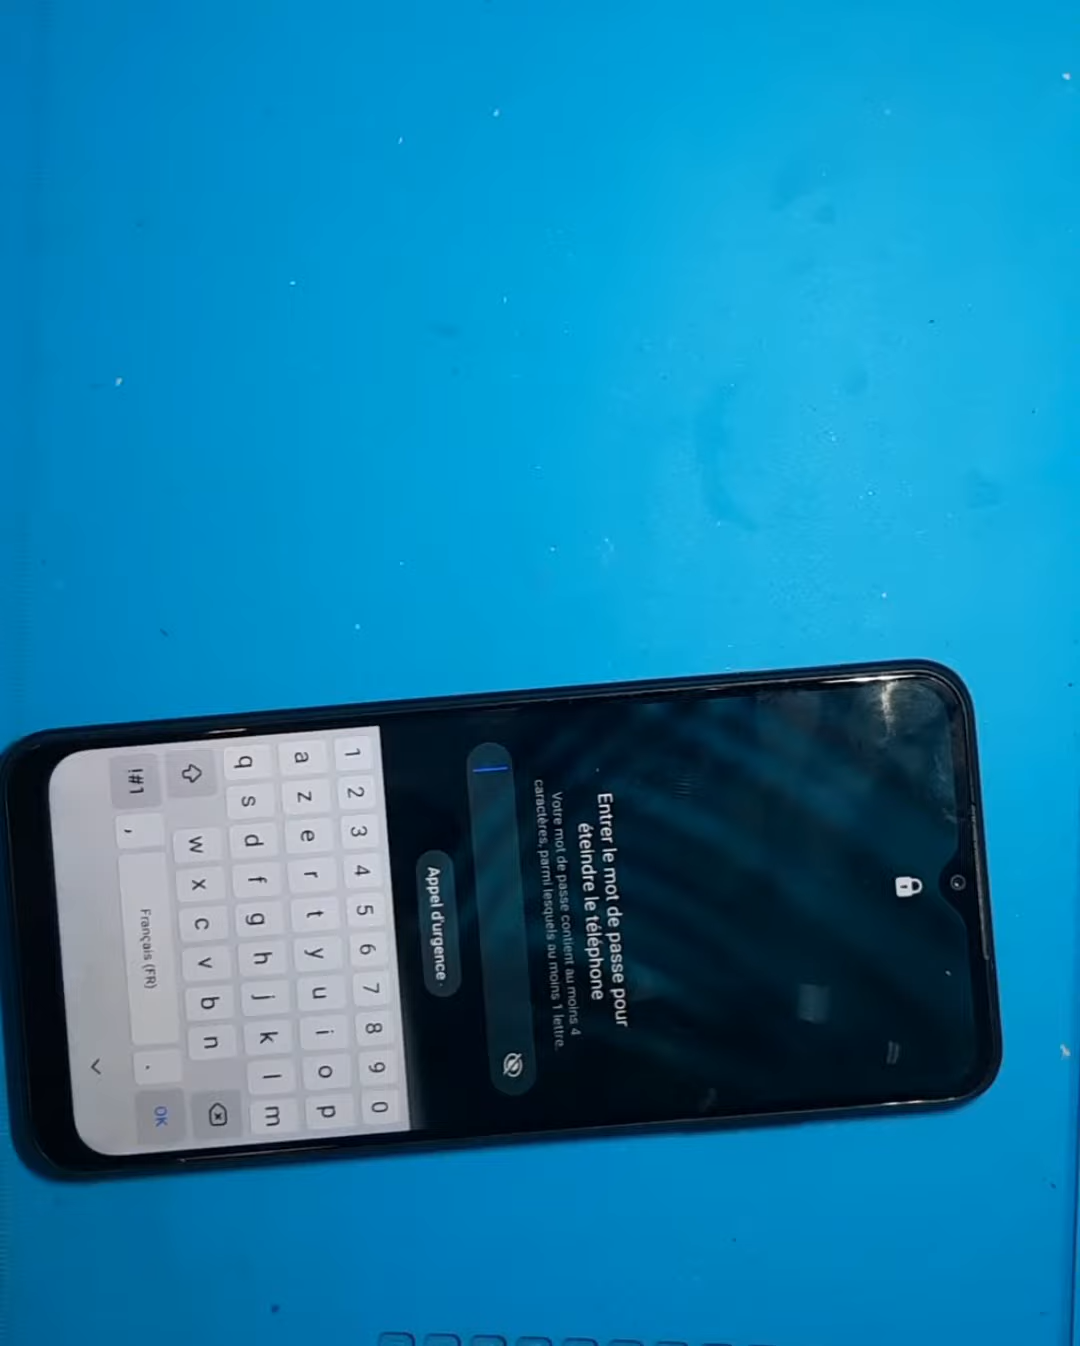 Entrer le mot de passe pour
éteindre le téléphone
Votre mot de passe contient au moins 4
caractères, parmi lesquels au moins 1 lettre.
Appel d'urgence
1 2 3 4 5 6 7 8 9 0
a z e r t y u i o p
q s d f g h j k l m
w x c v b n
!#1 , Français (FR) . OK